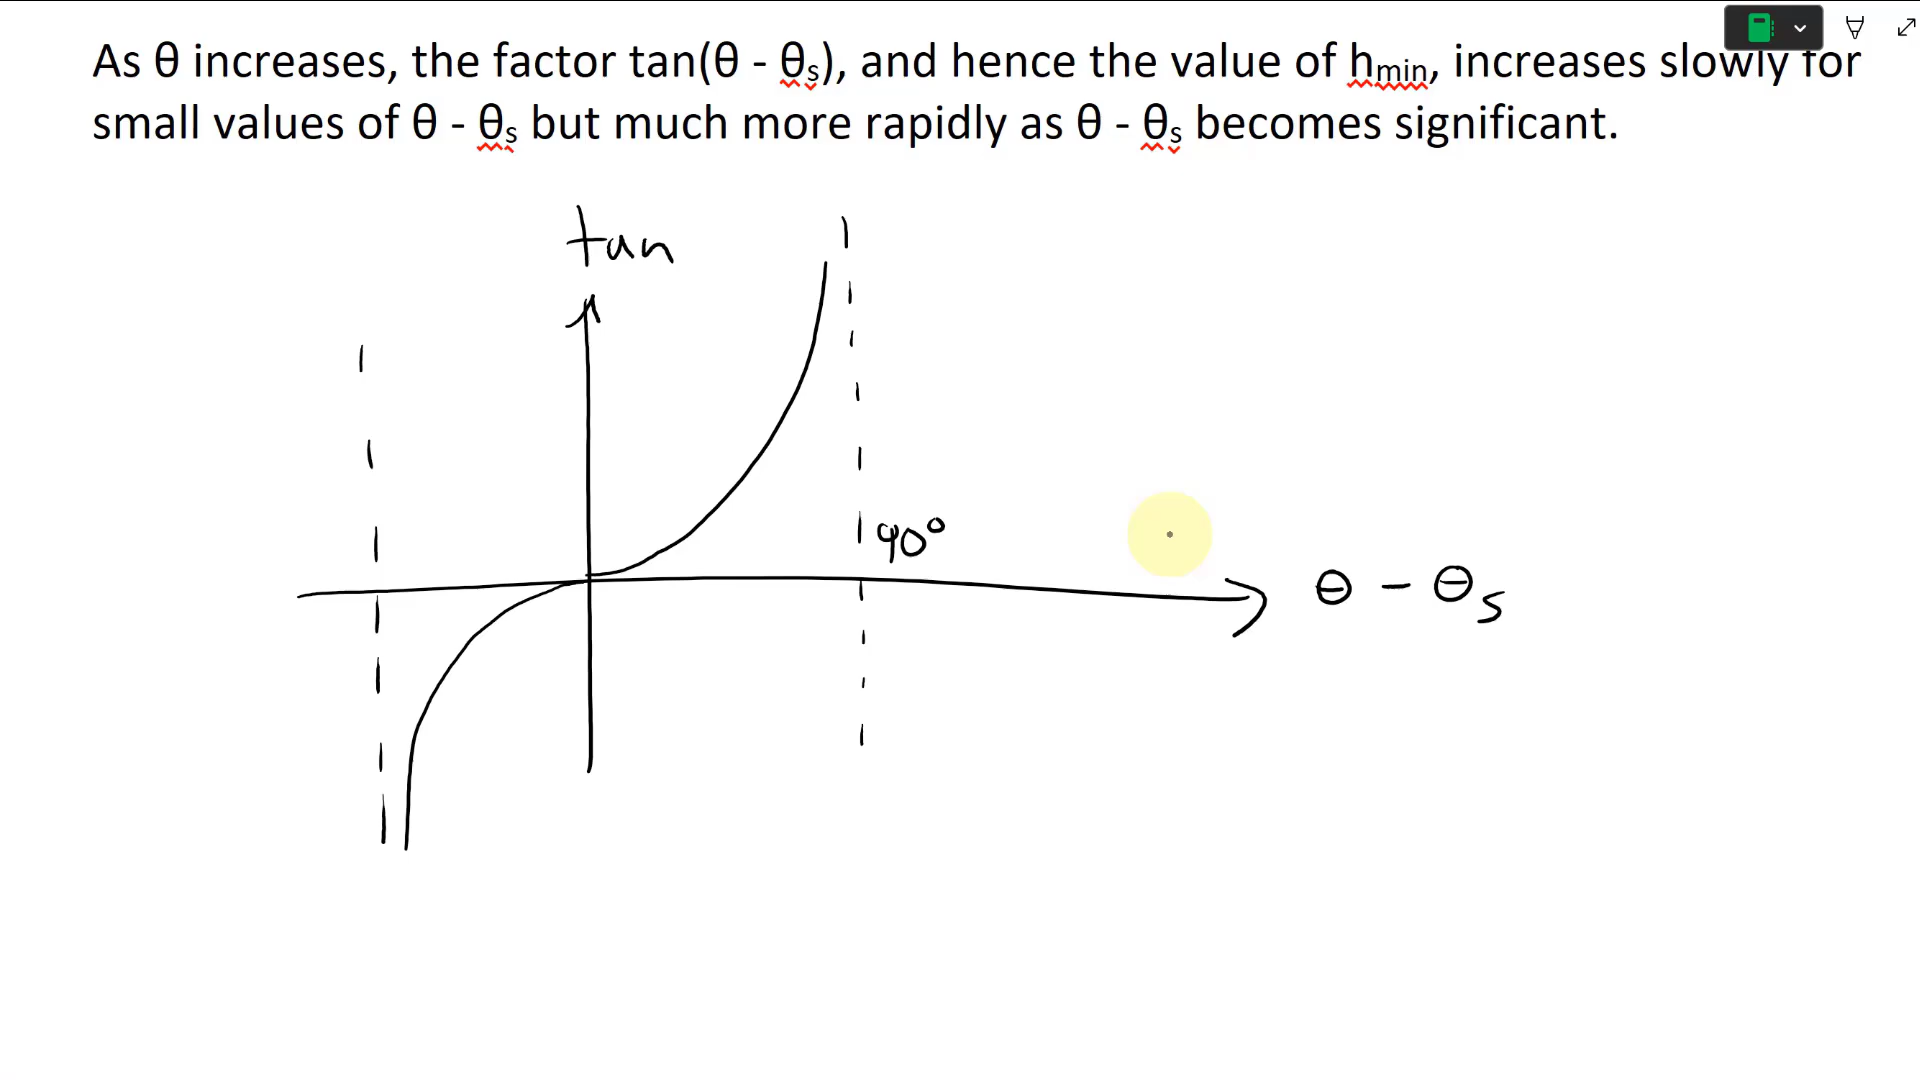 As θ increases, the factor tan(θ - θs), and hence the value of hmin, increases slowly for
small values of θ - θs but much more rapidly as θ - θs becomes significant.
tan
90°
θ - θs